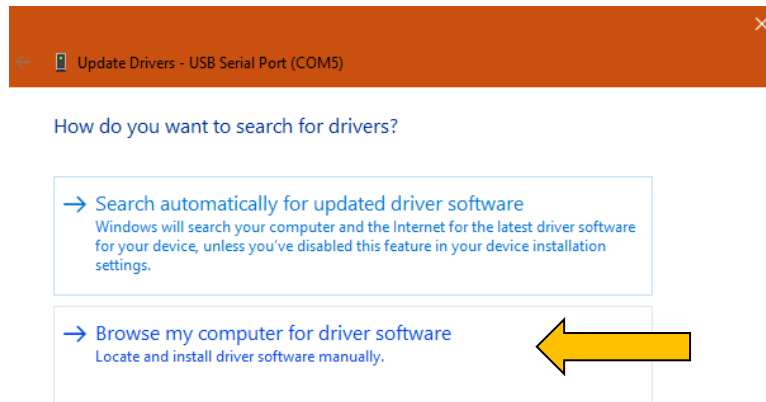 Update Drivers - USB Serial Port (COM5)
How do you want to search for drivers?
Search automatically for updated driver software
Windows will search your computer and the Internet for the latest driver software
for your device, unless you've disabled this feature in your device installation
settings.
Browse my computer for driver software
Locate and install driver software manually.